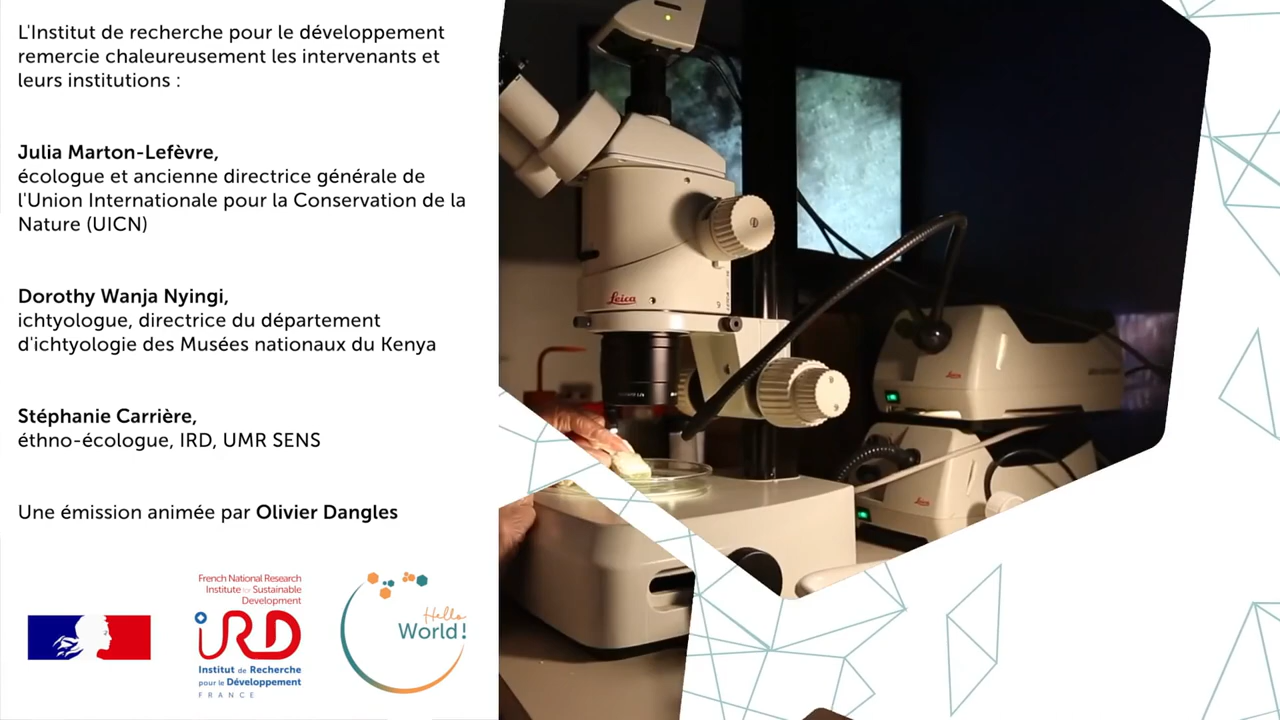 L'Institut de recherche pour le développement
remercie chaleureusement les intervenants et
leurs institutions :
Julia Marton-Lefèvre,
écologue et ancienne directrice générale de
l'Union Internationale pour la Conservation de la
Nature (UICN)
Dorothy Wanja Nyingi,
ichtyologue, directrice du département
d'ichtyologie des Musées nationaux du Kenya
Stéphanie Carrière,
éthno-écologue, IRD, UMR SENS
Une émission animée par Olivier Dangles
French National Research
Institute for Sustainable
Development
IRD
Institut de Recherche
pour le Développement
FRANCE
Hello
World !
Leica
Leica
Leica